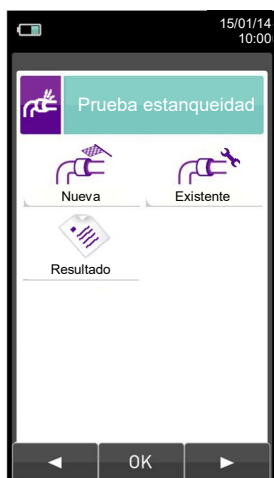 15/01/14
10:00
Prueba estanqueidad
Nueva
Existente
Resultado
OK